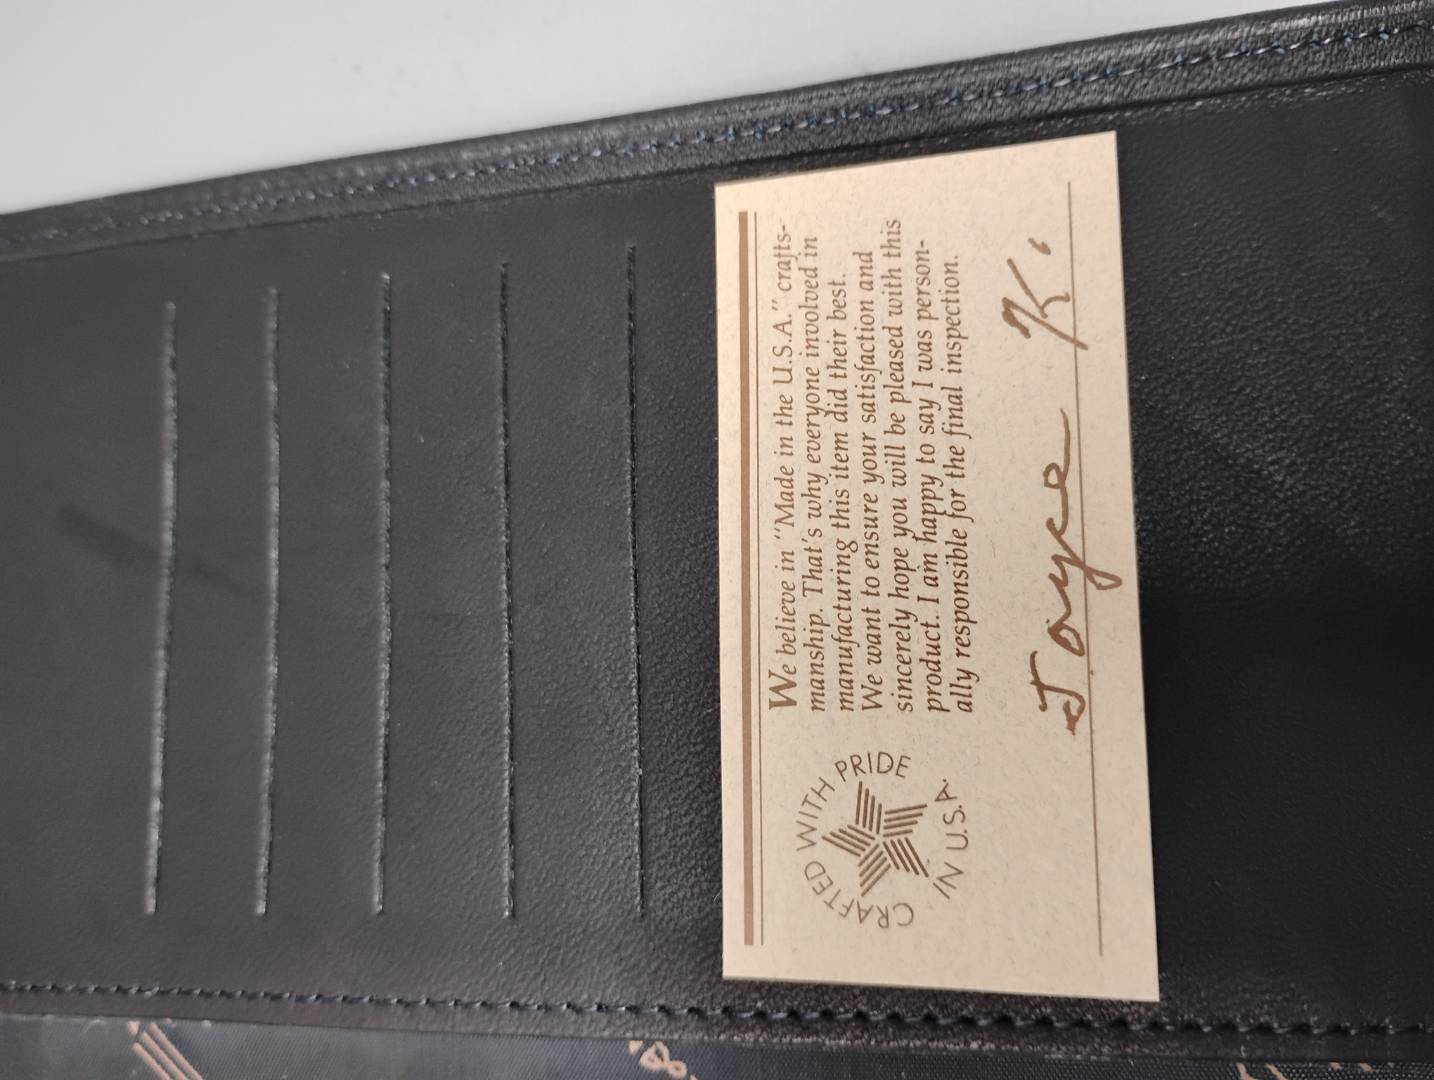 CRAFTED WITH PRIDE
IN U.S.A.
We believe in "Made in the U.S.A." crafts-
manship. That's why everyone involved in
manufacturing this item did their best.
We want to ensure your satisfaction and
sincerely hope you will be pleased with this
product. I am happy to say I was person-
ally responsible for the final inspection.
Joyce K.